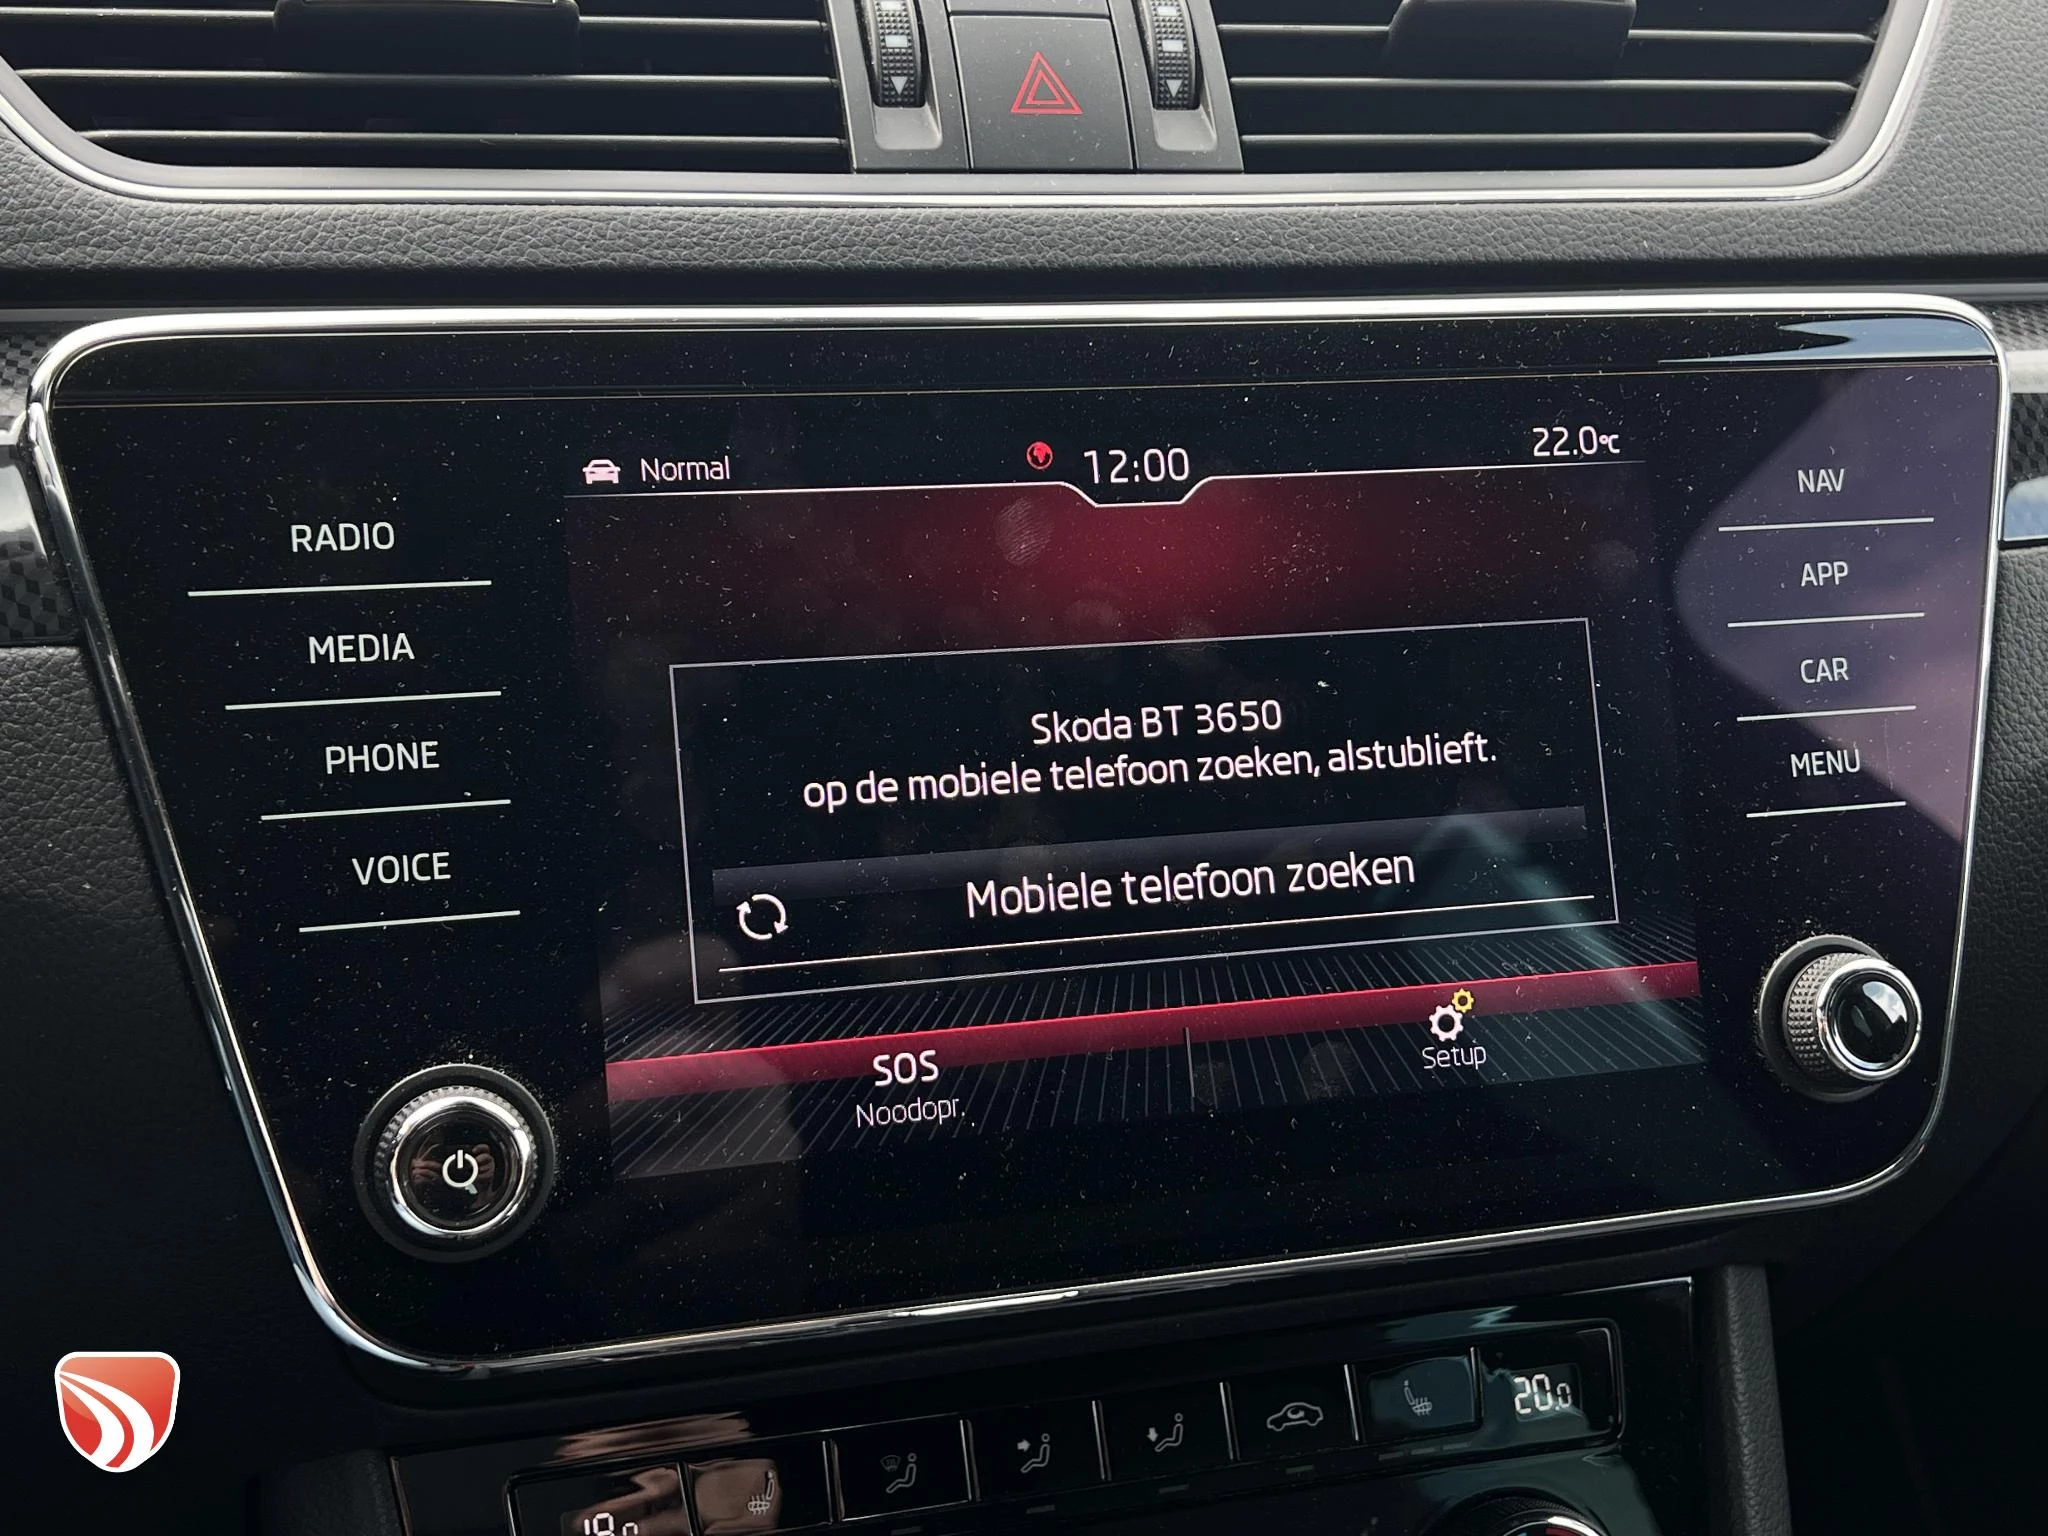 Normal
12:00
22.0°C
RADIO
MEDIA
PHONE
VOICE
NAV
APP
CAR
MENU
Skoda BT 3650
op de mobiele telefoon zoeken, alstublieft.
Mobiele telefoon zoeken
SOS
Noodopr.
Setup
20.0